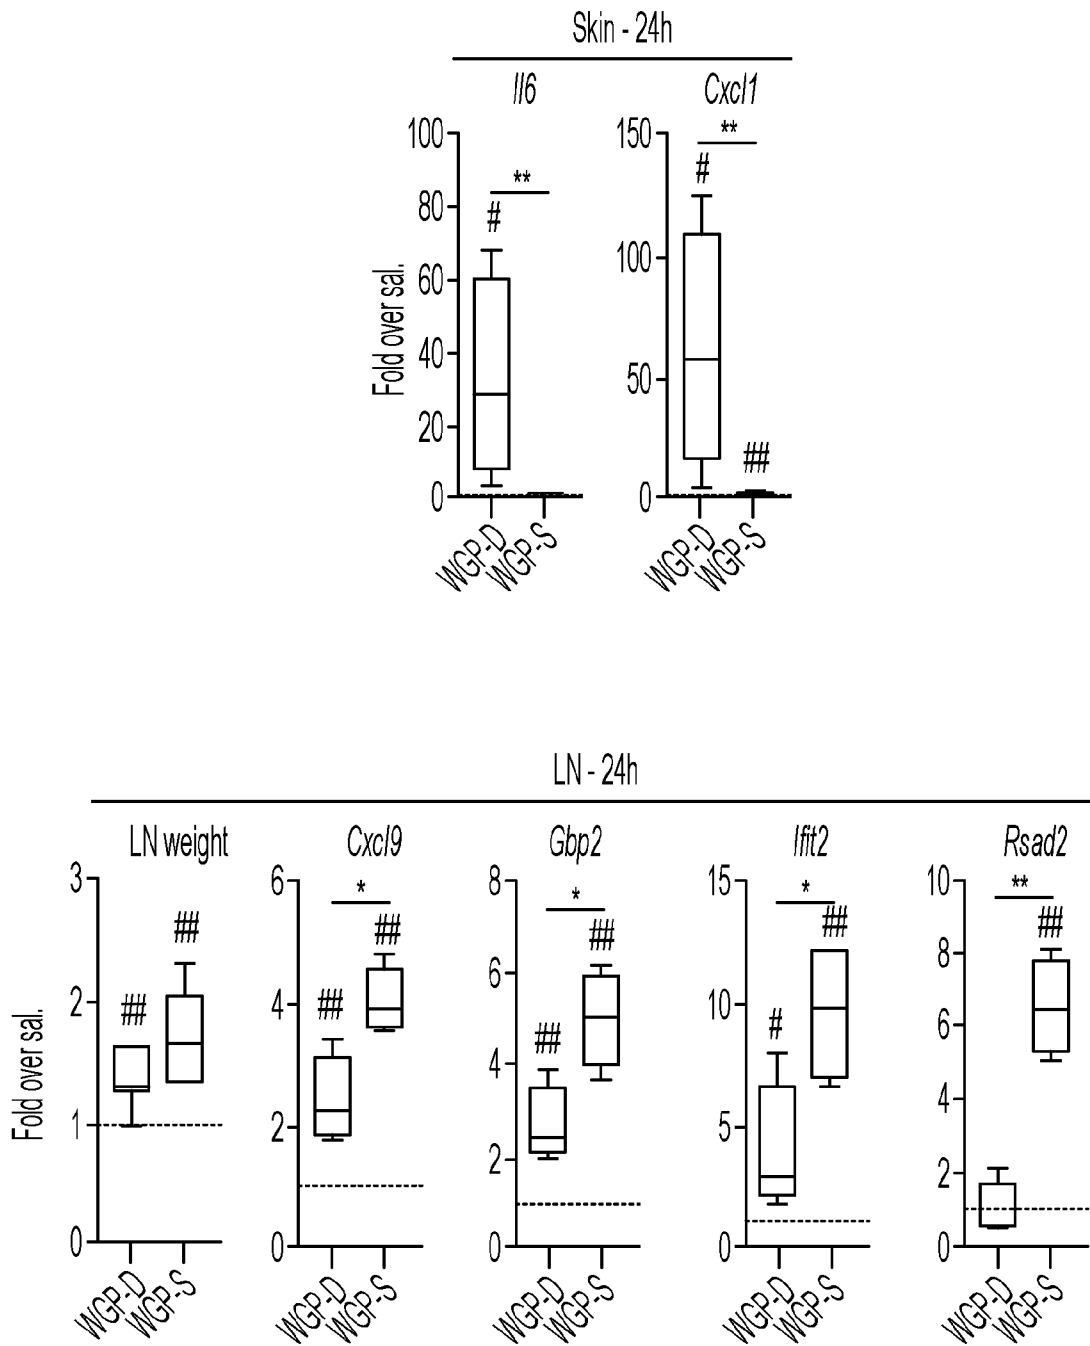 Skin - 24h
Il6
Cxcl1
Fold over sal.
100
80
60
40
20
0
**
#
WGP-D
WGP-S
150
100
50
0
**
#
##
WGP-D
WGP-S
LN - 24h
LN weight
Cxcl9
Gbp2
Ifit2
Rsad2
Fold over sal.
3
2
1
0
##
##
WGP-D
WGP-S
6
4
2
0
*
##
##
WGP-D
WGP-S
8
6
4
2
0
*
##
##
WGP-D
WGP-S
15
10
5
0
*
#
##
WGP-D
WGP-S
10
8
6
4
2
0
**
##
WGP-D
WGP-S